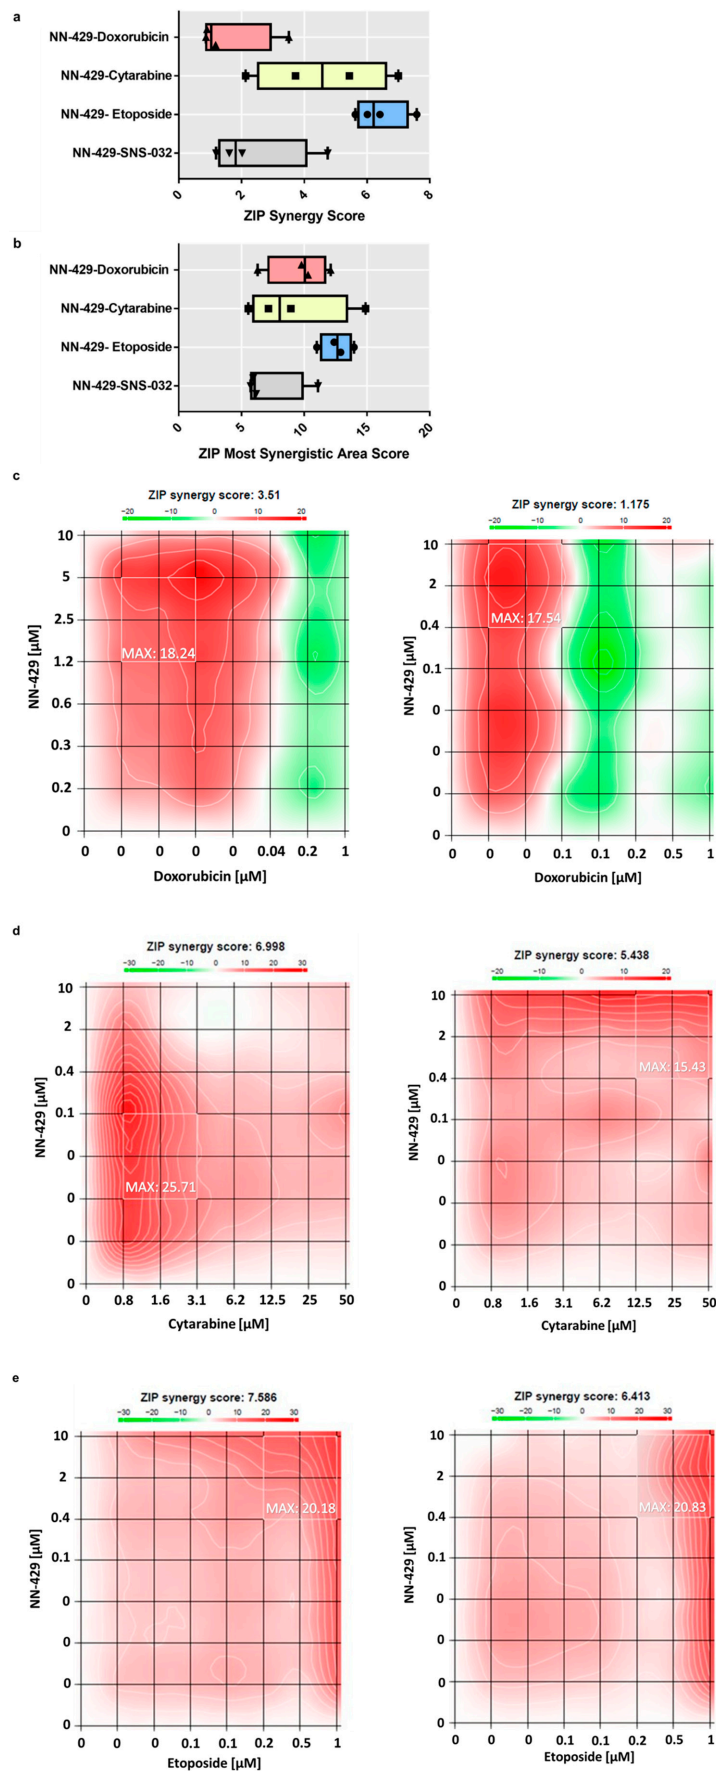 a
NN-429-Doxorubicin
NN-429-Cytarabine
NN-429- Etoposide
NN-429-SNS-032
0 2 4 6 8
ZIP Synergy Score
b
NN-429-Doxorubicin
NN-429-Cytarabine
NN-429- Etoposide
NN-429-SNS-032
0 5 10 15 20
ZIP Most Synergistic Area Score
c
ZIP synergy score: 3.51
−20 −10 0 10 20
NN-429 [µM]
10
5
2.5
1.2
0.6
0.3
0.2
0
MAX: 18.24
0 0 0 0 0 0.04 0.2 1
Doxorubicin [µM]
ZIP synergy score: 1.175
−20 −10 0 10 20
NN-429 [µM]
10
2
0.4
0.1
0
0
0
0
MAX: 17.54
0 0 0 0.1 0.1 0.2 0.5 1
Doxorubicin [µM]
d
ZIP synergy score: 6.998
−30 −20 −10 0 10 20 30
NN-429 [µM]
10
2
0.4
0.1
0
0
0
0
MAX: 25.71
0 0.8 1.6 3.1 6.2 12.5 25 50
Cytarabine [µM]
ZIP synergy score: 5.438
−20 −10 0 10 20
NN-429 [µM]
10
2
0.4
0.1
0
0
0
0
MAX: 15.43
0 0.8 1.6 3.1 6.2 12.5 25 50
Cytarabine [µM]
e
ZIP synergy score: 7.586
−30 −20 −10 0 10 20 30
NN-429 [µM]
10
2
0.4
0.1
0
0
0
0
MAX: 20.18
0 0 0 0.1 0.1 0.2 0.5 1
Etoposide [µM]
ZIP synergy score: 6.413
−30 −20 −10 0 10 20 30
NN-429 [µM]
10
2
0.4
0.1
0
0
0
0
MAX: 20.83
0 0 0 0.1 0.1 0.2 0.5 1
Etoposide [µM]